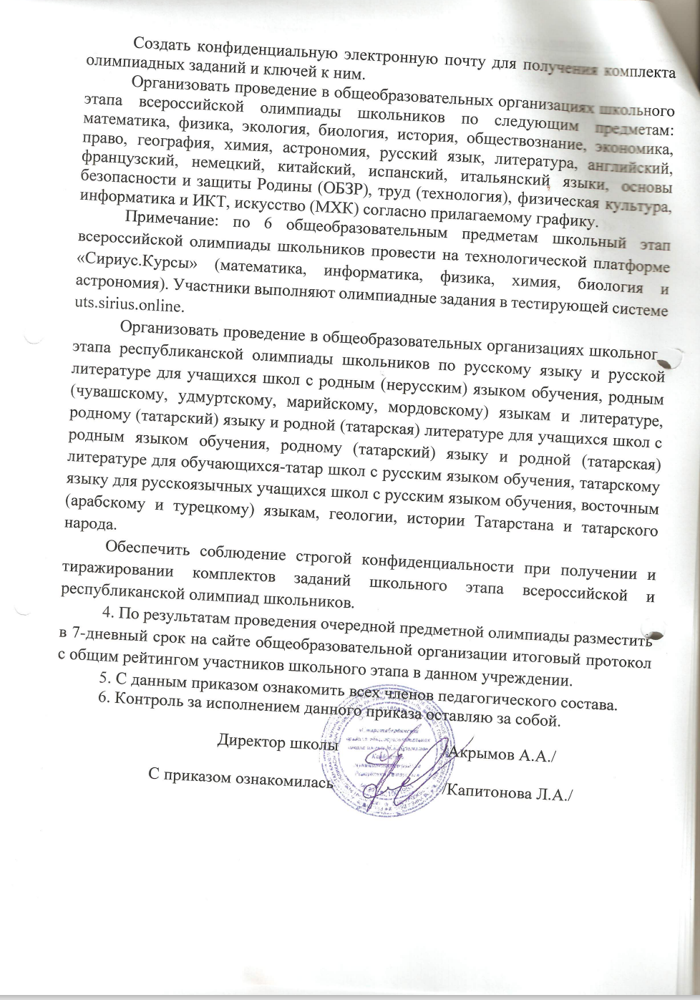 Создать конфиденциальную электронную почту для получения комплекта
олимпиадных заданий и ключей к ним.
Организовать проведение в общеобразовательных организациях школьного
этапа всероссийской олимпиады школьников по следующим предметам:
математика, физика, экология, биология, история, обществознание, экономика,
право, география, химия, астрономия, русский язык, литература, английский,
французский, немецкий, китайский, испанский, итальянский языки, основы
безопасности и защиты Родины (ОБЗР), труд (технология), физическая культура,
информатика и ИКТ, искусство (МХК) согласно прилагаемому графику.
Примечание: по 6 общеобразовательным предметам школьный этап
всероссийской олимпиады школьников провести на технологической платформе
«Сириус.Курсы» (математика, информатика, физика, химия, биология и
астрономия). Участники выполняют олимпиадные задания в тестирующей системе
uts.sirius.online.
Организовать проведение в общеобразовательных организациях школьног
этапа республиканской олимпиады школьников по русскому языку и русской
литературе для учащихся школ с родным (нерусским) языком обучения, родным
(чувашскому, удмуртскому, марийскому, мордовскому) языкам и литературе,
родному (татарский) языку и родной (татарская) литературе для учащихся школ с
родным языком обучения, родному (татарский) языку и родной (татарская)
литературе для обучающихся-татар школ с русским языком обучения, татарскому
языку для русскоязычных учащихся школ с русским языком обучения, восточным
(арабскому и турецкому) языкам, геологии, истории Татарстана и татарского
народа.
Обеспечить соблюдение строгой конфиденциальности при получении и
тиражировании комплектов заданий школьного этапа всероссийской и
республиканской олимпиад школьников.
4. По результатам проведения очередной предметной олимпиады разместить
в 7-дневный срок на сайте общеобразовательной организации итоговый протокол
с общим рейтингом участников школьного этапа в данном учреждении.
5. С данным приказом ознакомить всех членов педагогического состава.
6. Контроль за исполнением данного приказа оставляю за собой.
Директор школы /Акрымов А.А./
С приказом ознакомилась /Капитонова Л.А./